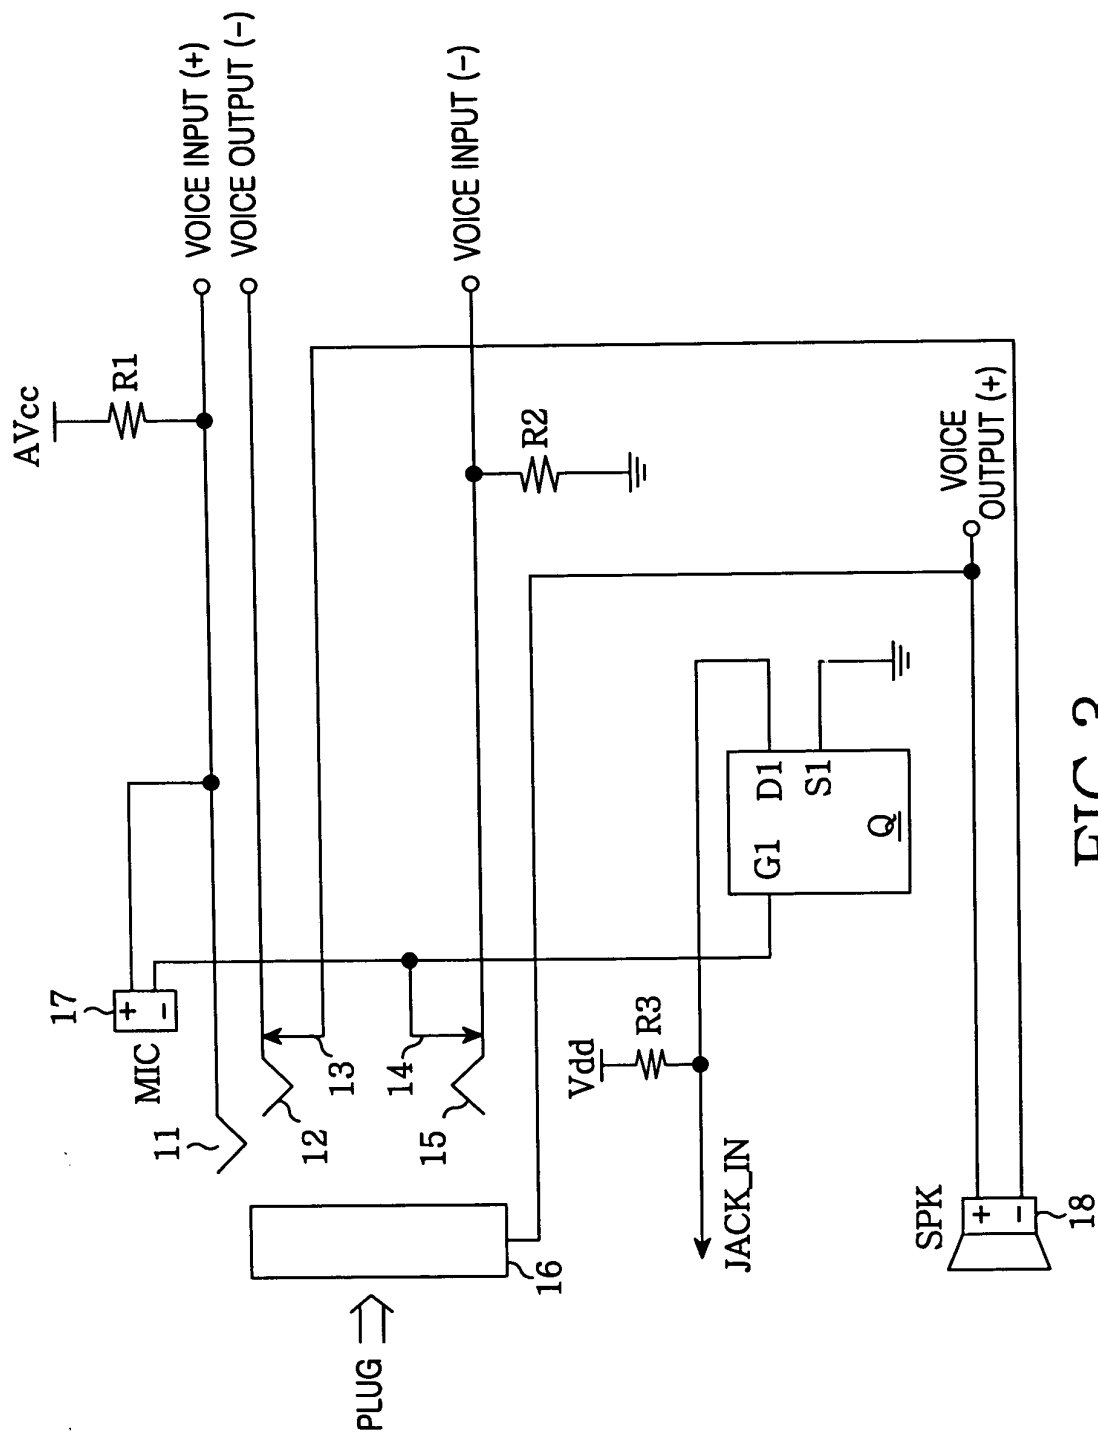 AVcc
R1
VOICE INPUT (+)
VOICE OUTPUT (−)
VOICE INPUT (−)
17
+
−
MIC
11
12
13
14
15
R2
PLUG
16
Vdd
R3
JACK_IN
G1
D1
S1
Q
VOICE
OUTPUT (+)
SPK
+
−
18